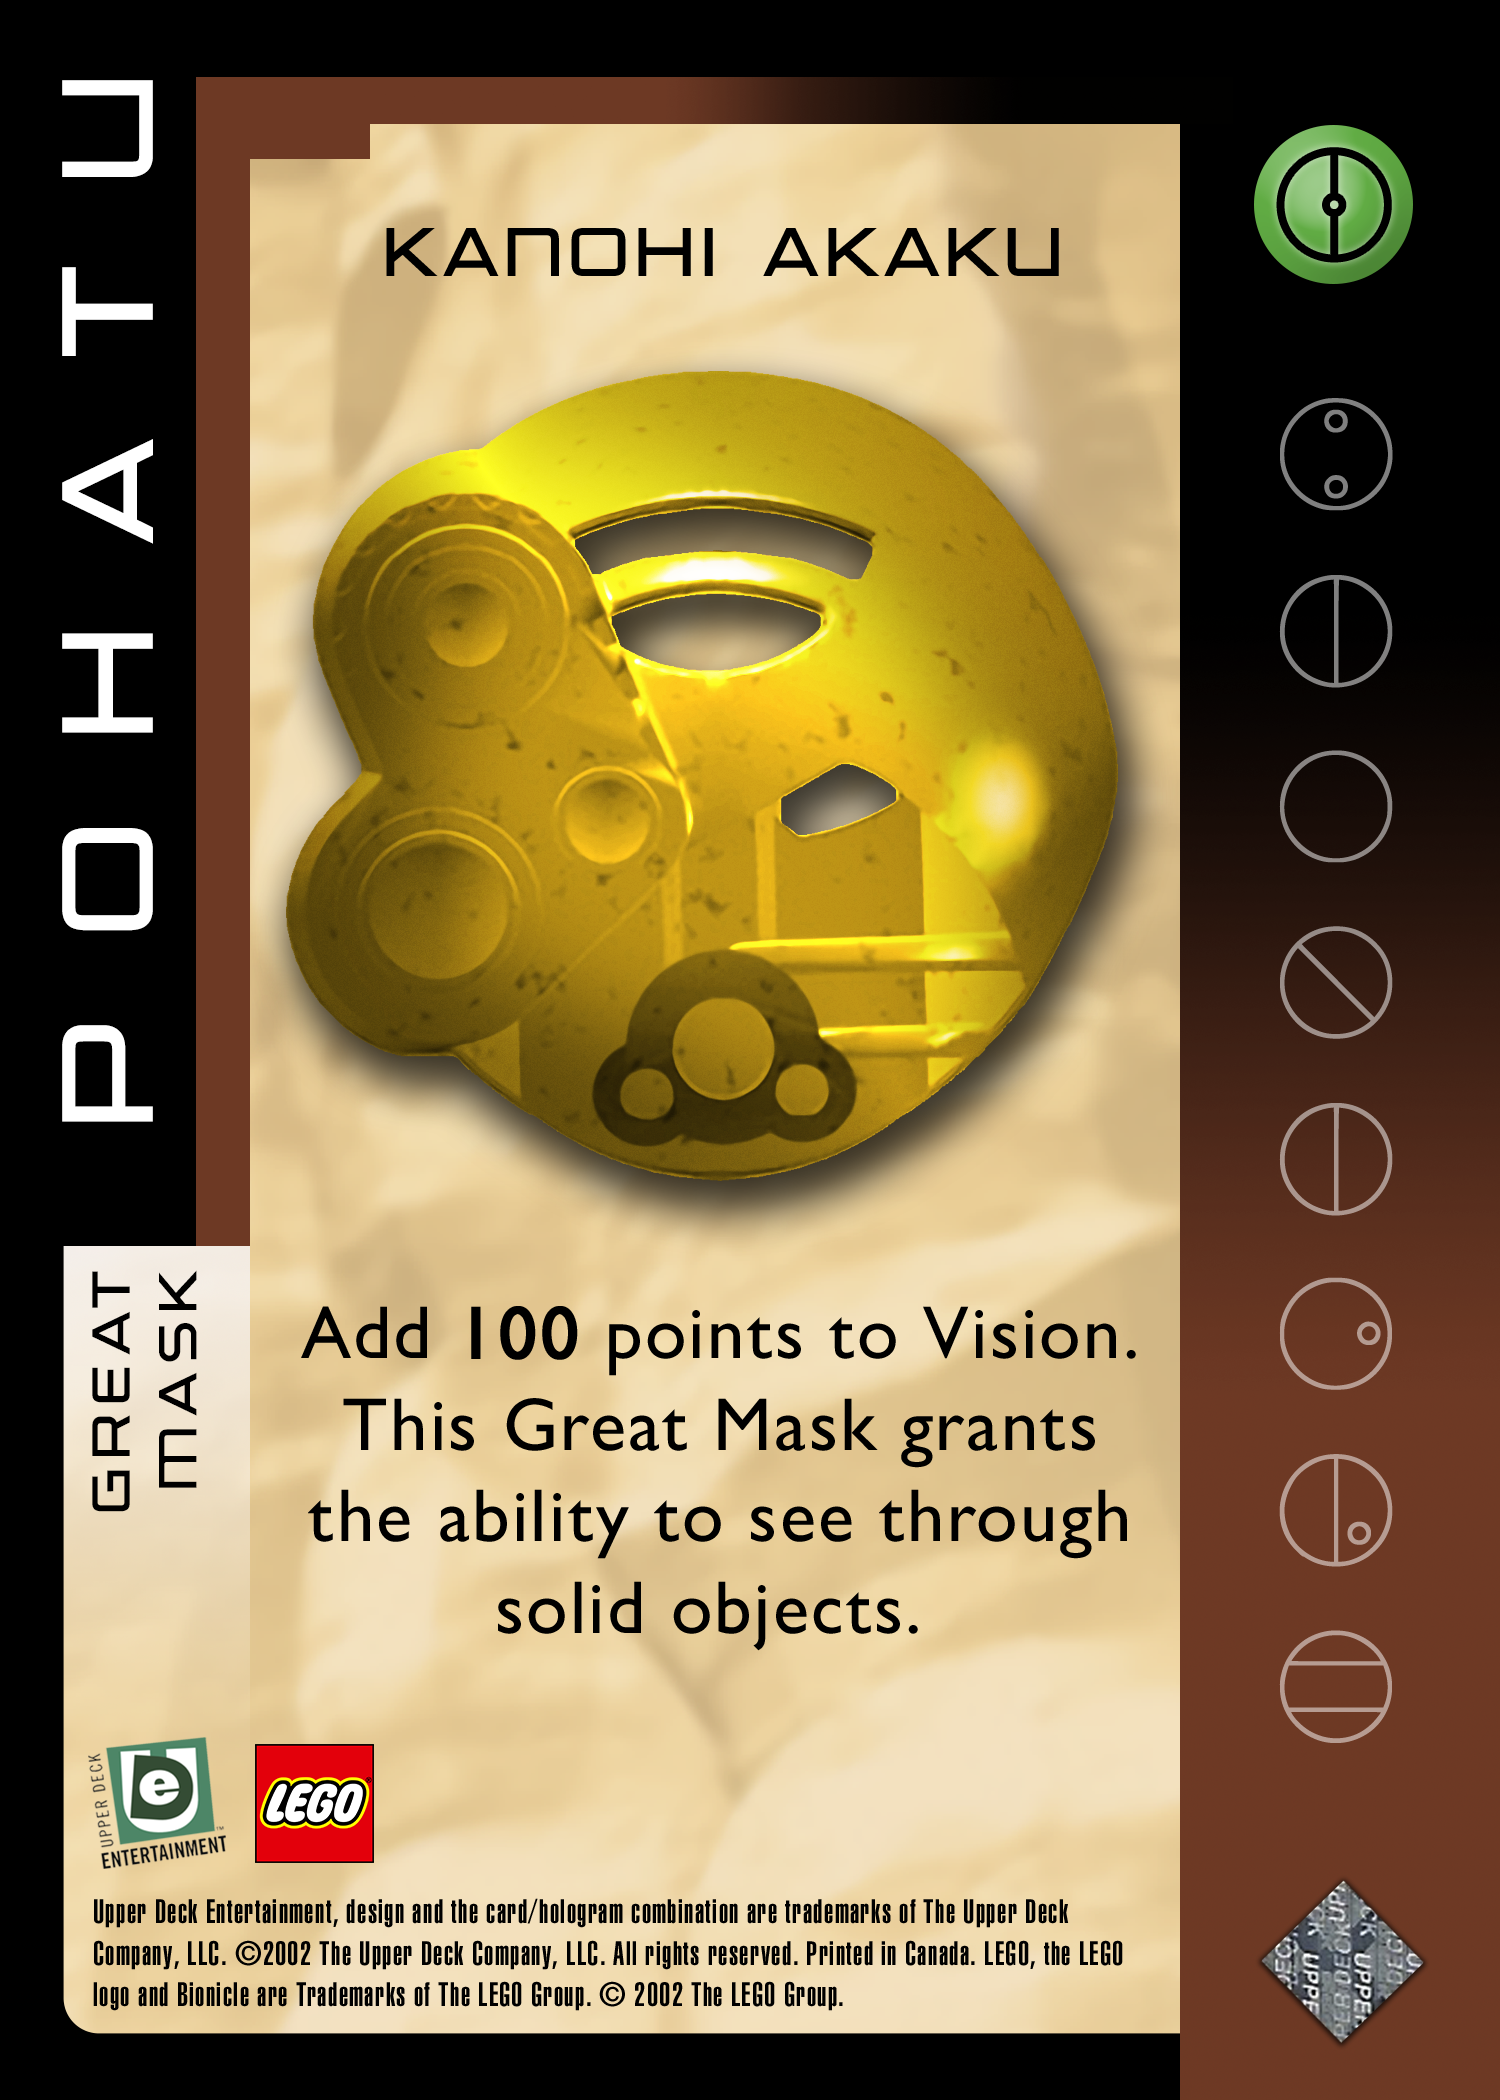 POHATU
KANOHI AKAKU
GREAT
MASK
Add 100 points to Vision.
This Great Mask grants
the ability to see through
solid objects.
UPPER DECK
UDe
ENTERTAINMENT™
LEGO
Upper Deck Entertainment, design and the card/hologram combination are trademarks of The Upper Deck
Company, LLC. ©2002 The Upper Deck Company, LLC. All rights reserved. Printed in Canada. LEGO, the LEGO
logo and Bionicle are Trademarks of The LEGO Group. © 2002 The LEGO Group.